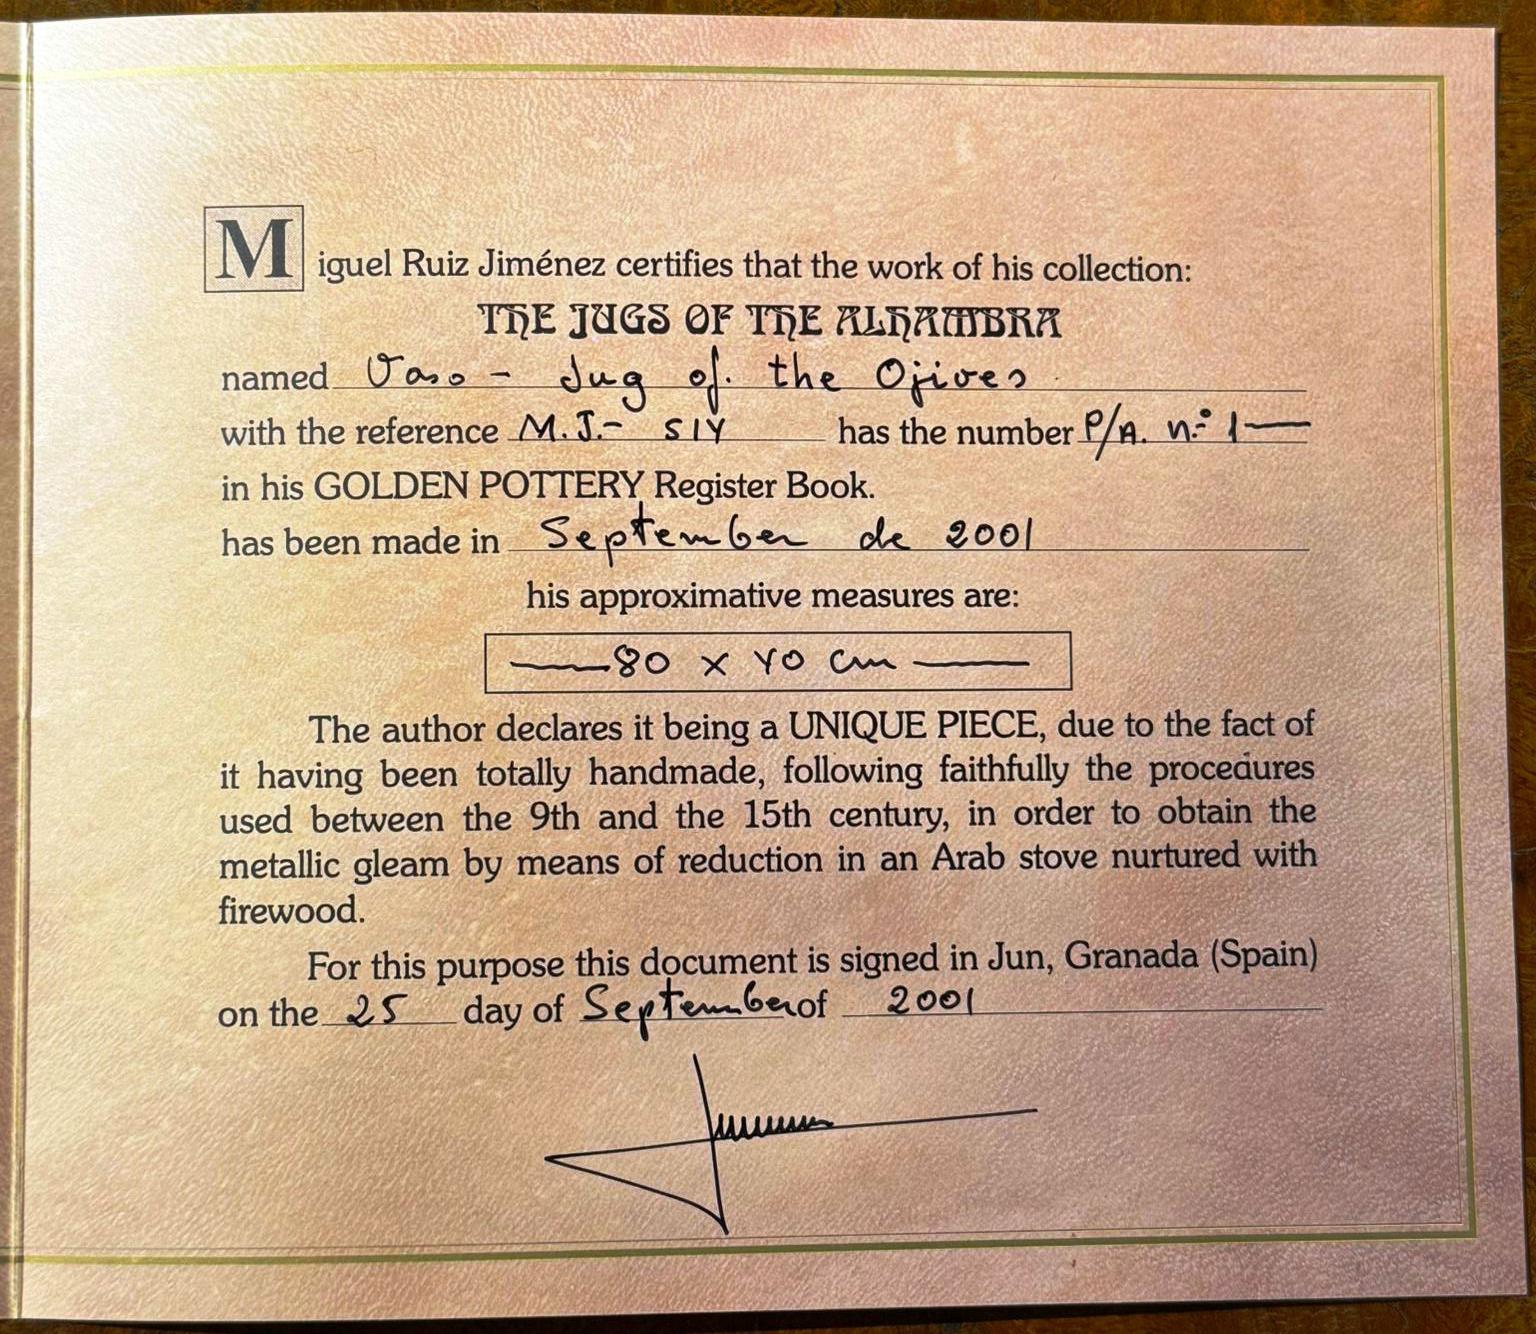 Miguel Ruiz Jiménez certifies that the work of his collection:
THE JUGS OF THE ALHAMBRA
named Vaso - Jug of. the Ojives
with the reference M.J.- S14 has the number P/A. nº 1
in his GOLDEN POTTERY Register Book.
has been made in September de 2001
his approximative measures are:
80 x 40 cm
The author declares it being a UNIQUE PIECE, due to the fact of
it having been totally handmade, following faithfully the procedures
used between the 9th and the 15th century, in order to obtain the
metallic gleam by means of reduction in an Arab stove nurtured with
firewood.
For this purpose this document is signed in Jun, Granada (Spain)
on the 25 day of September of 2001